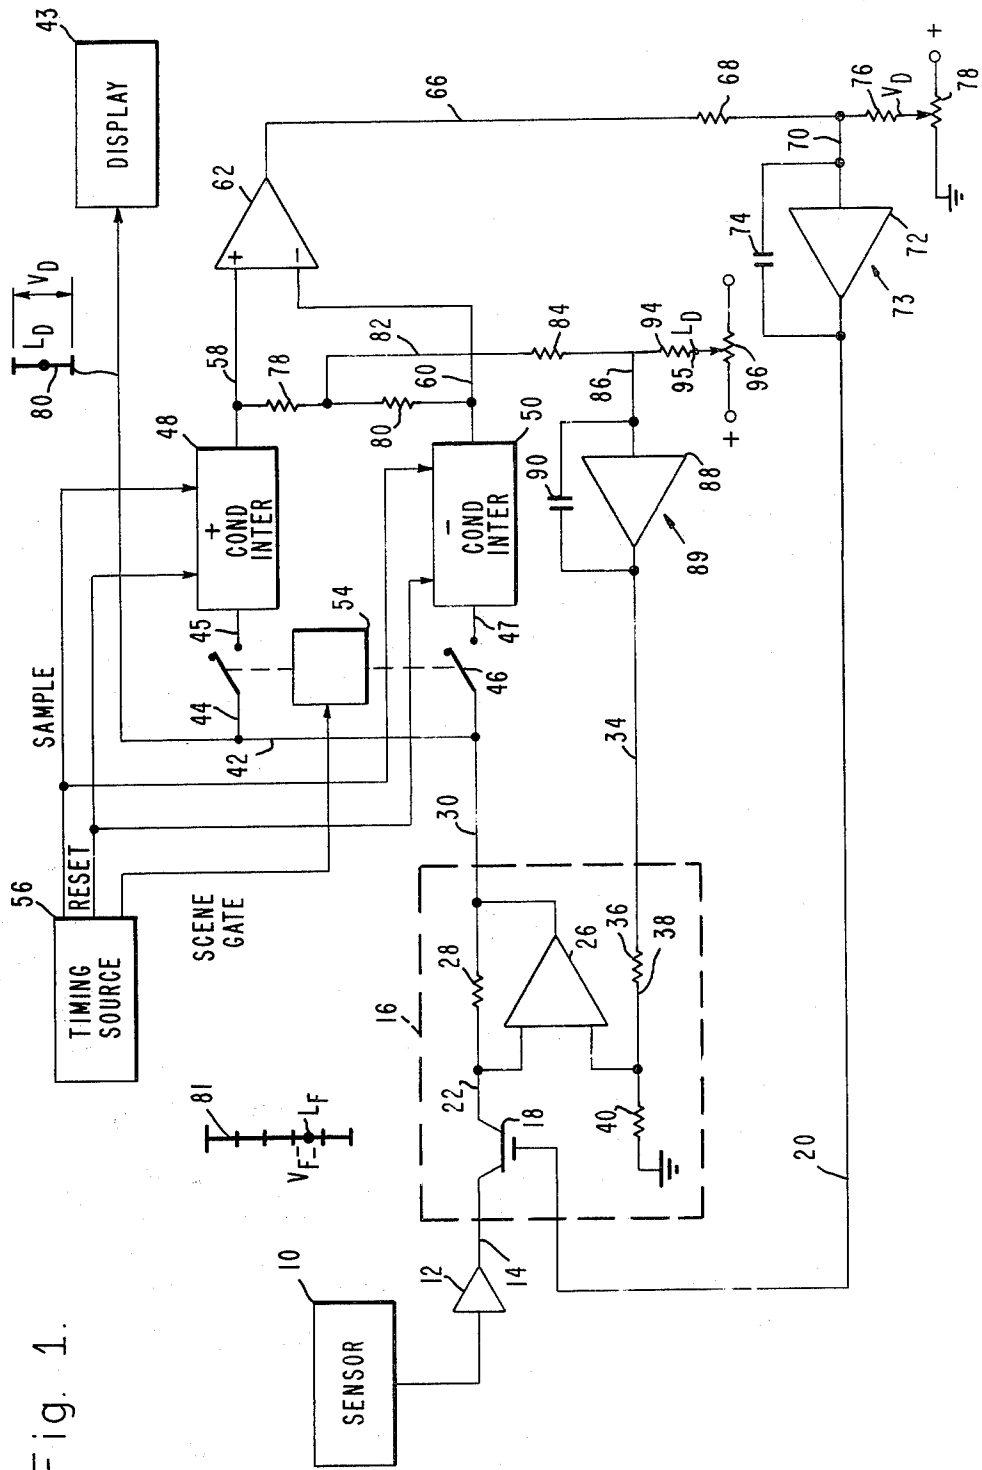 Fig. 1.
SENSOR
10
12
14
16
18
20
22
26
28
30
34
36
38
40
81
V_F
L_F
TIMING
SOURCE
56
RESET
SAMPLE
SCENE
GATE
42
44
45
46
47
54
+
COND
INTER
48
−
COND
INTER
50
58
60
62
+
−
66
68
70
72
73
74
76
V_D
78
+
78
80
82
84
86
88
89
90
94
L_D
95
96
+
80
L_D
V_D
DISPLAY
43